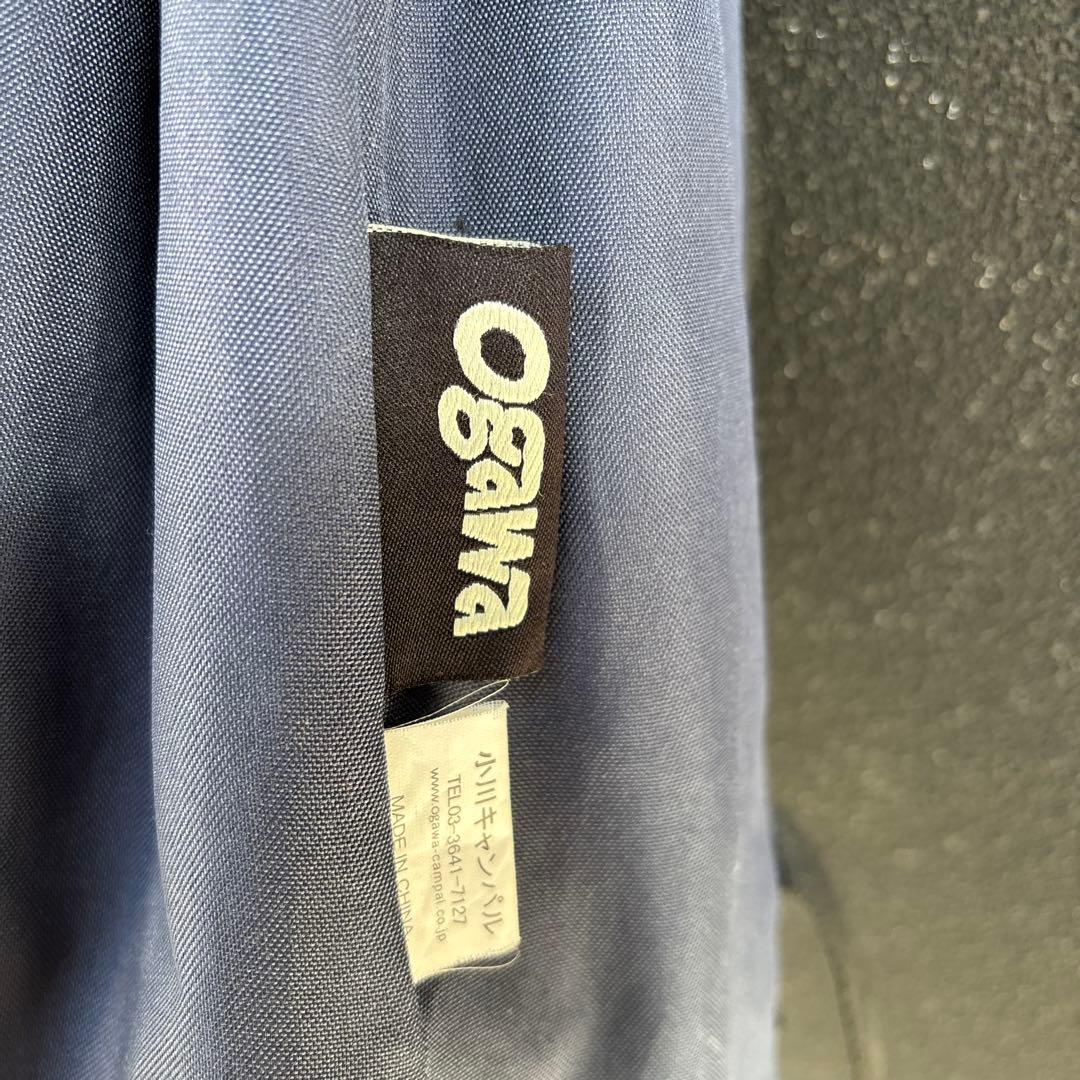 Ogawa
小川キャンパル
TEL03-3641-7127
www.ogawa-campal.co.jp
MADE IN CHINA